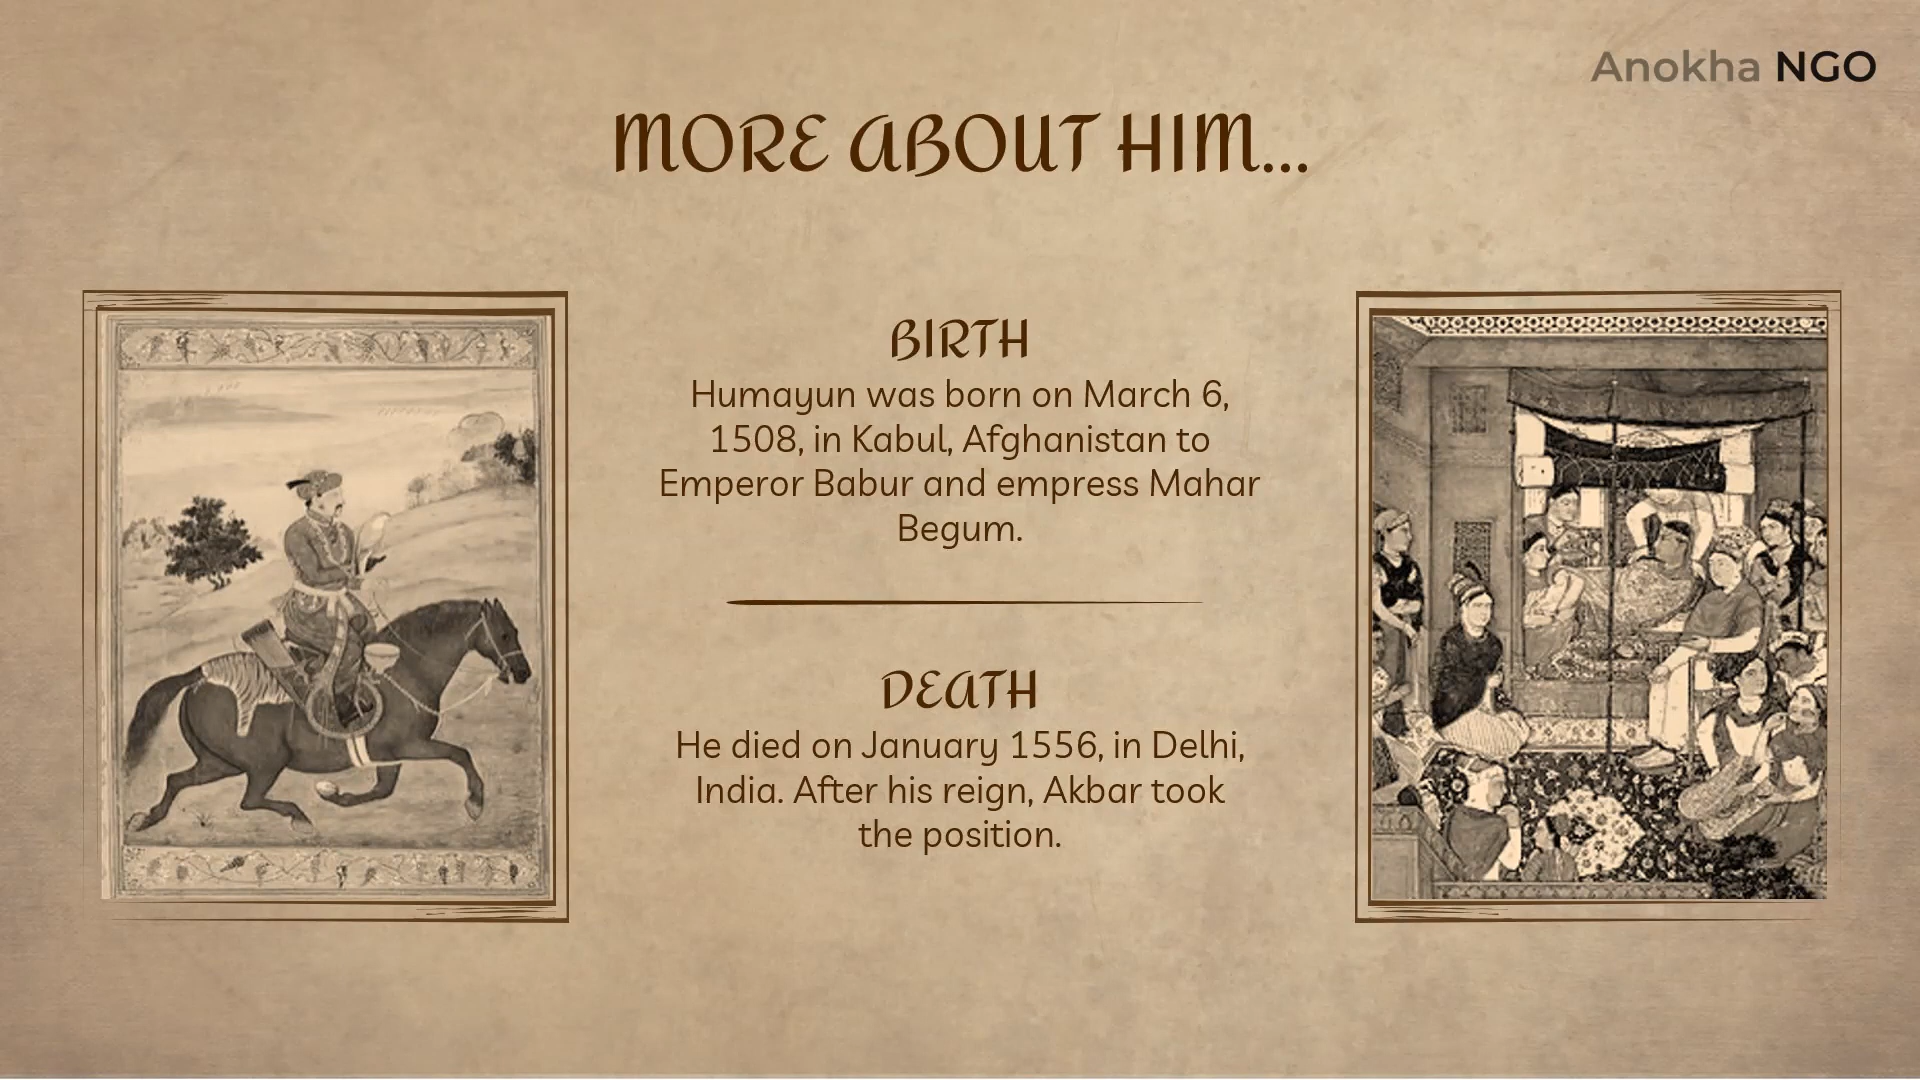 Anokha NGO
MORE ABOUT HIM...
BIRTH
Humayun was born on March 6,
1508, in Kabul, Afghanistan to
Emperor Babur and empress Mahar
Begum.
DEATH
He died on January 1556, in Delhi,
India. After his reign, Akbar took
the position.